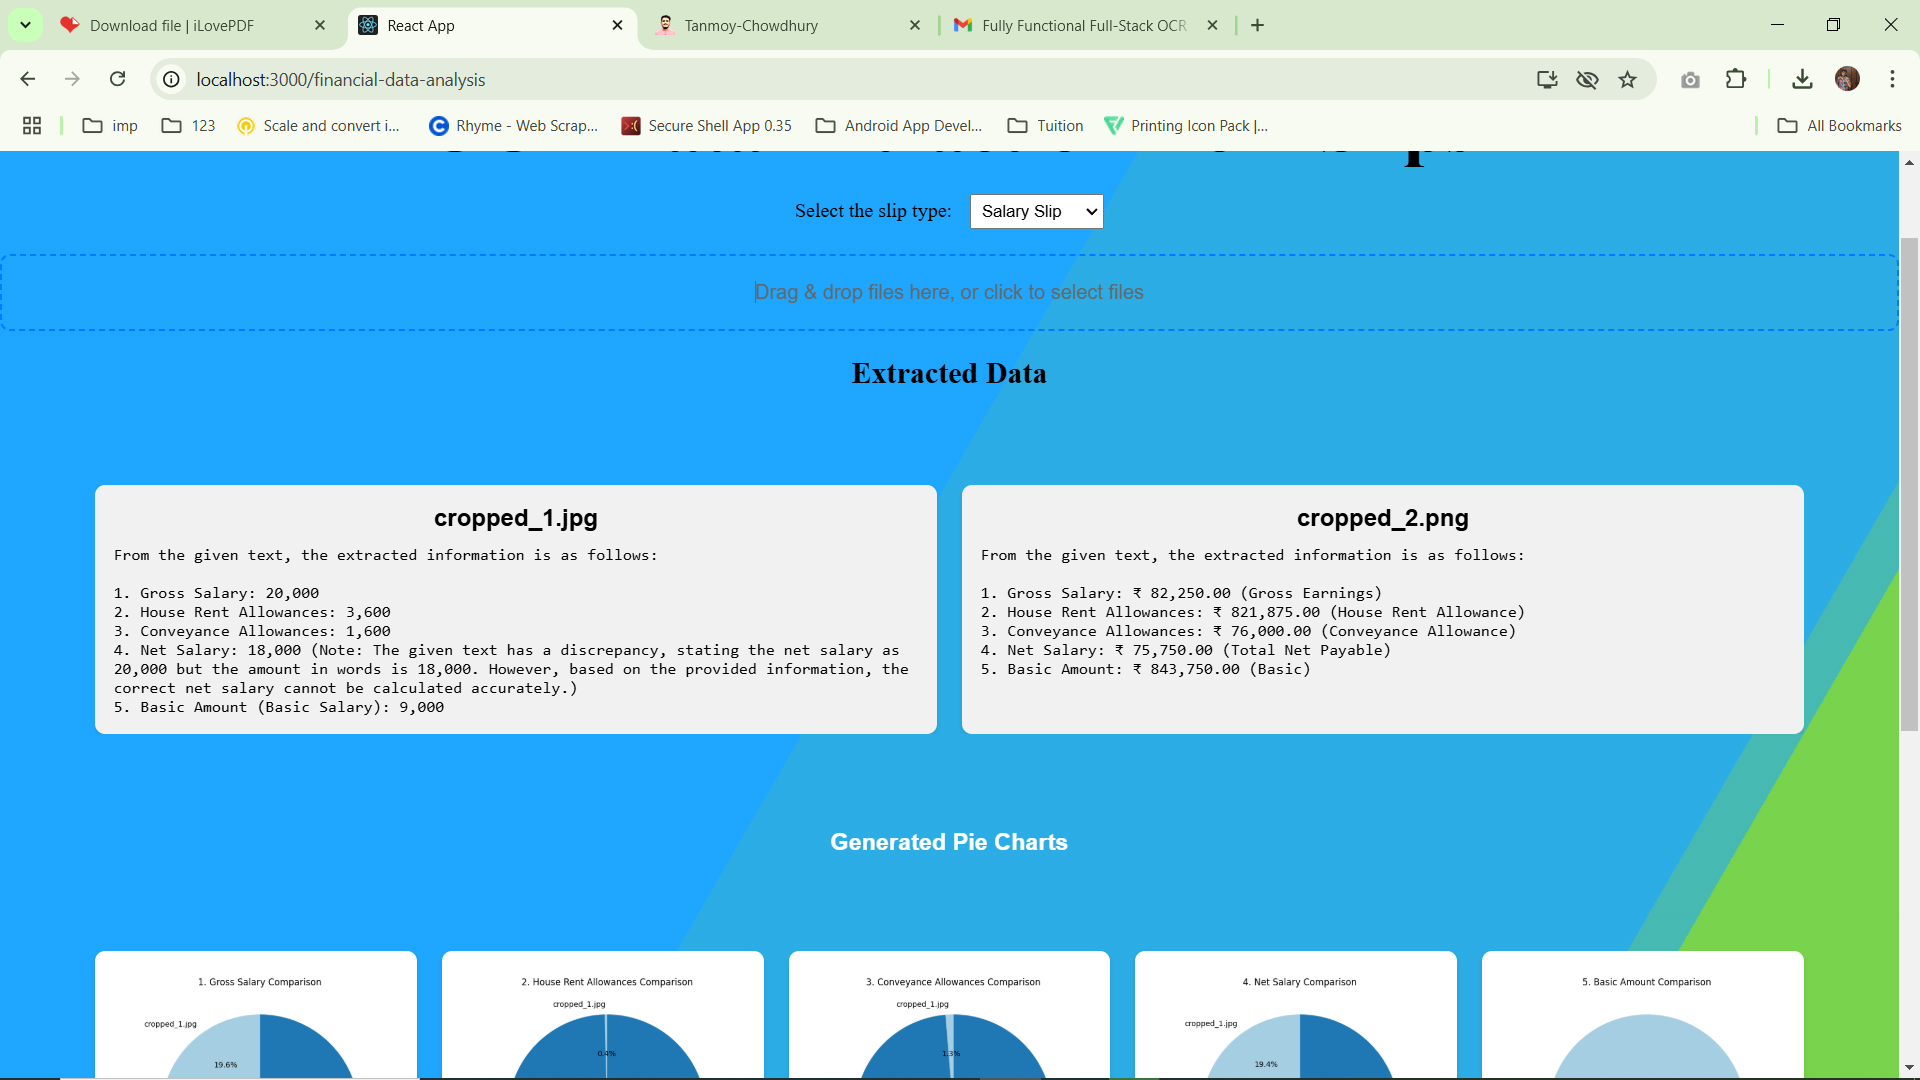 Download file | iLovePDF
React App
Tanmoy-Chowdhury
Fully Functional Full-Stack OCR
localhost:3000/financial-data-analysis
imp
123
Scale and convert i...
Rhyme - Web Scrap...
Secure Shell App 0.35
Android App Devel...
Tuition
Printing Icon Pack |...
All Bookmarks
Select the slip type:
Salary Slip
Drag & drop files here, or click to select files
Extracted Data
cropped_1.jpg
From the given text, the extracted information is as follows:
1. Gross Salary: 20,000
2. House Rent Allowances: 3,600
3. Conveyance Allowances: 1,600
4. Net Salary: 18,000 (Note: The given text has a discrepancy, stating the net salary as
20,000 but the amount in words is 18,000. However, based on the provided information, the
correct net salary cannot be calculated accurately.)
5. Basic Amount (Basic Salary): 9,000
cropped_2.png
From the given text, the extracted information is as follows:
1. Gross Salary: ₹ 82,250.00 (Gross Earnings)
2. House Rent Allowances: ₹ 821,875.00 (House Rent Allowance)
3. Conveyance Allowances: ₹ 76,000.00 (Conveyance Allowance)
4. Net Salary: ₹ 75,750.00 (Total Net Payable)
5. Basic Amount: ₹ 843,750.00 (Basic)
Generated Pie Charts
1. Gross Salary Comparison
cropped_1.jpg
19.6%
2. House Rent Allowances Comparison
cropped_1.jpg
0.4%
3. Conveyance Allowances Comparison
cropped_1.jpg
1.3%
4. Net Salary Comparison
cropped_1.jpg
19.4%
5. Basic Amount Comparison